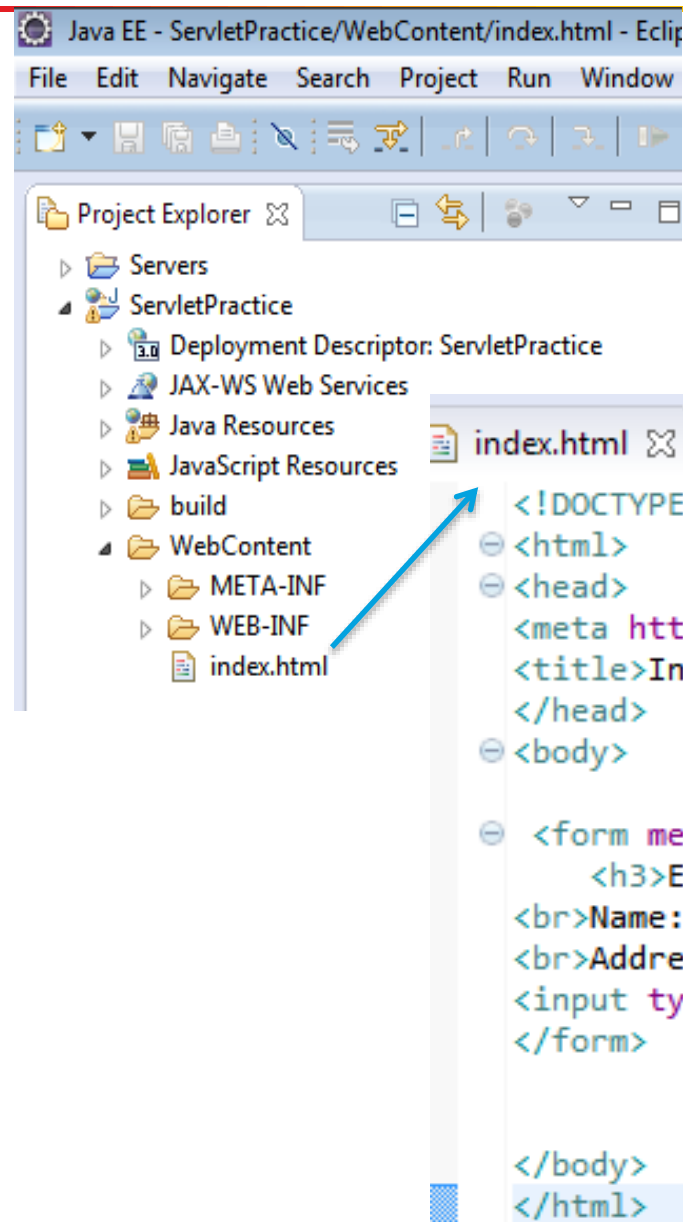 Java EE - ServletPractice/WebContent/index.html - Eclip
File Edit Navigate Search Project Run Window
Project Explorer
Servers
ServletPractice
3.0 Deployment Descriptor: ServletPractice
JAX-WS Web Services
Java Resources
JavaScript Resources
build
WebContent
META-INF
WEB-INF
index.html
index.html
<!DOCTYPE
<html>
<head>
<meta htt
<title>In
</head>
<body>
<form me
<h3>E
<br>Name:
<br>Addre
<input ty
</form>
</body>
</html>